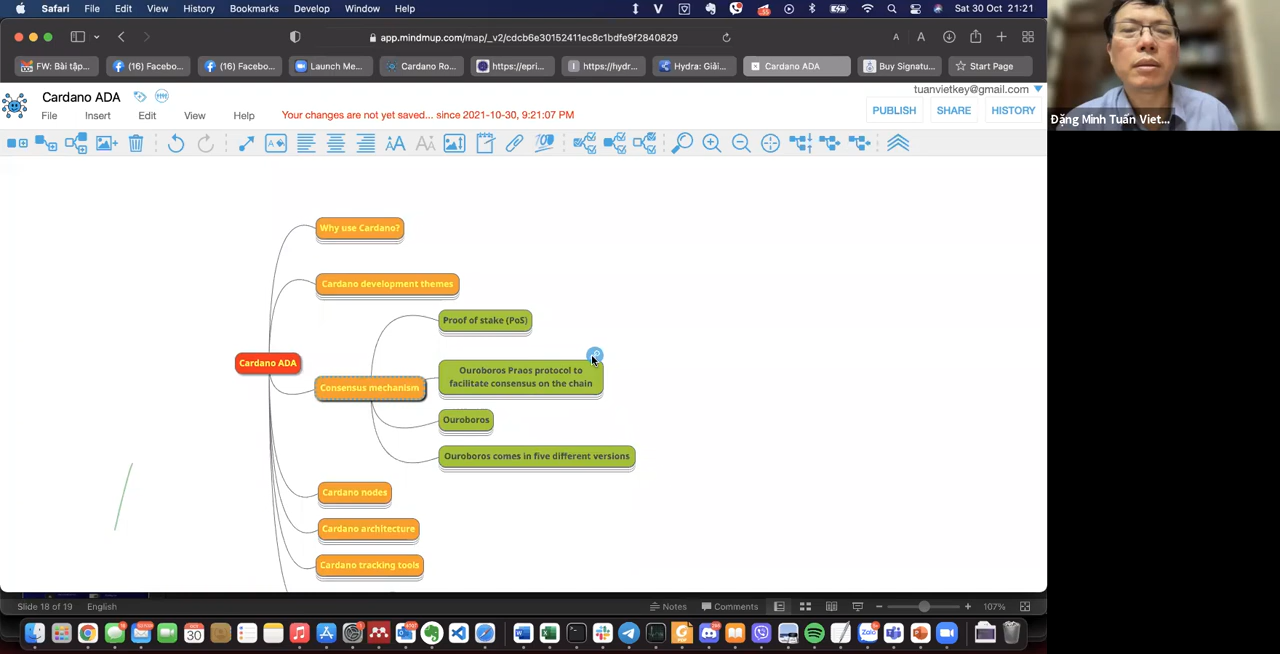 Safari File Edit View History Bookmarks Develop Window Help
Sat 30 Oct 21:21
app.mindmup.com/map/_v2/cdcb6e30152411ec8c1bdfe9f2840829
FW: Bài tập...
(16) Facebo...
(16) Facebo...
Launch Me...
Cardano Ro...
https://epri...
https://hydr...
Hydra: Giải...
Cardano ADA
Buy Signatu...
Start Page
Cardano ADA
tuanvietkey@gmail.com
File Insert Edit View Help
Your changes are not yet saved... since 2021-10-30, 9:21:07 PM
PUBLISH SHARE HISTORY
Đặng Minh Tuấn Viet...
Why use Cardano?
Cardano development themes
Proof of stake (PoS)
Cardano ADA
Ouroboros Praos protocol to
facilitate consensus on the chain
Consensus mechanism
Ouroboros
Ouroboros comes in five different versions
Cardano nodes
Cardano architecture
Cardano tracking tools
Slide 18 of 19 English
Notes Comments 107%